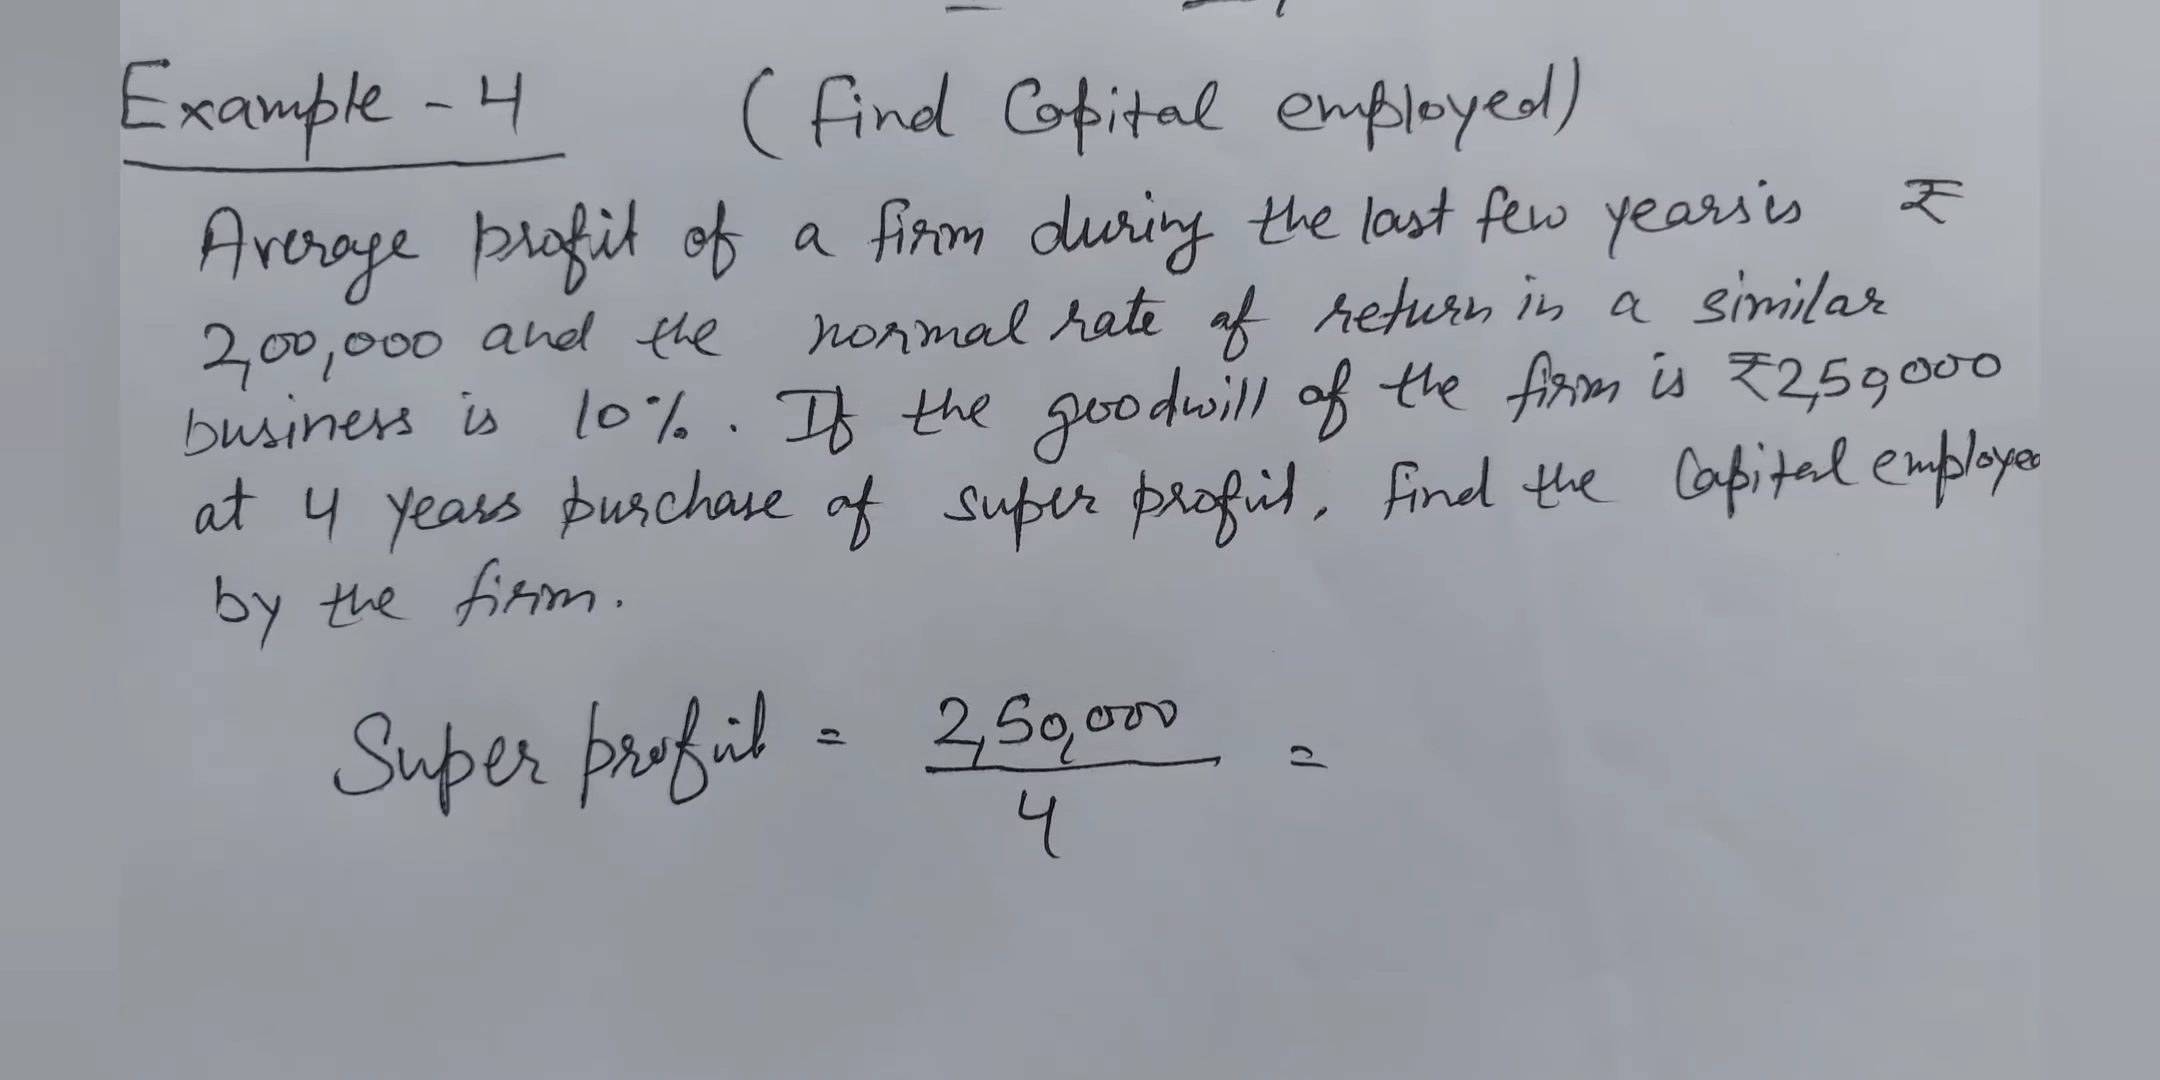 Example - 4 (find Capital employed)
Average profit of a firm during the last few years is ₹
2,00,000 and the normal rate of return in a similar
business is 10%. If the goodwill of the firm is ₹2,50,000
at 4 years purchase of super profit, find the Capital employed
by the firm.
Super profit = 2,50,000 =
4